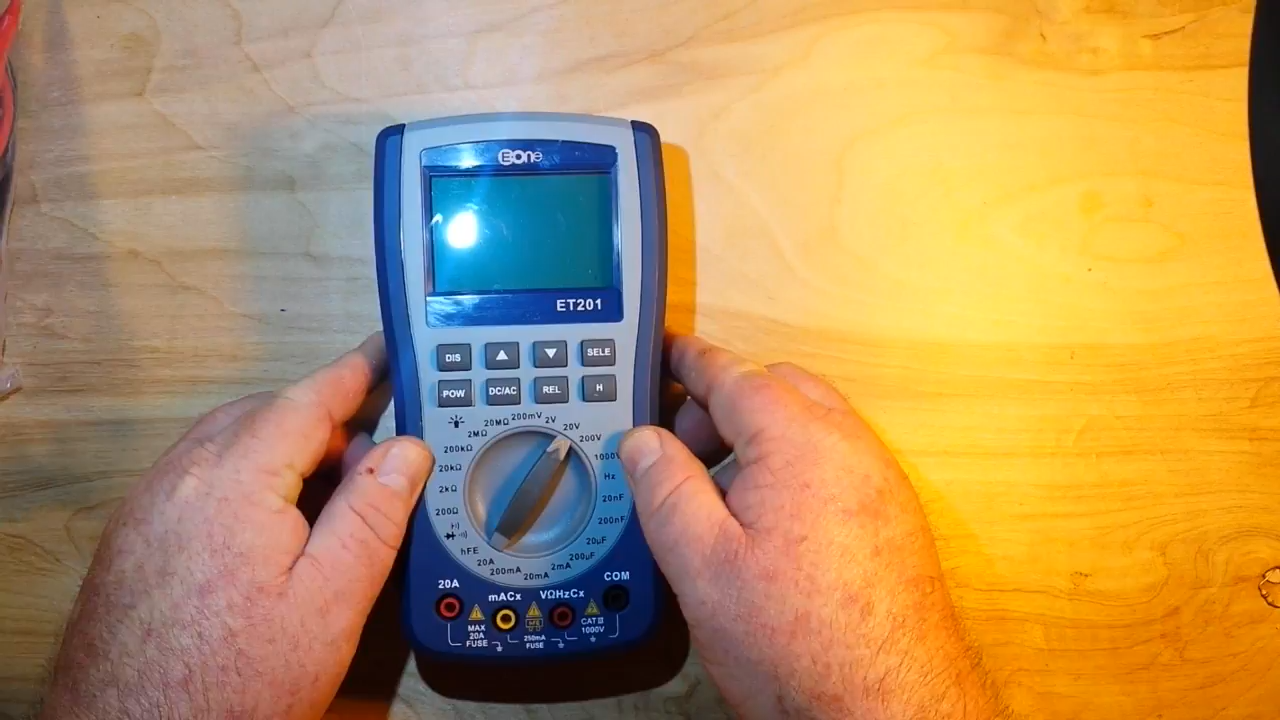 EOne
ET201
DIS ▲ ▼ SELE
POW DC/AC REL H
200mV
2V
20V
200V
1000V
Hz
20nF
200nF
20µF
200µF
2mA
20mA
200mA
20A
hFE
200Ω
2kΩ
20kΩ
200kΩ
2MΩ
20MΩ
20A mACx VΩHzCx COM
MAX
20A
FUSE
hFE
250mA
FUSE
CAT II
1000V